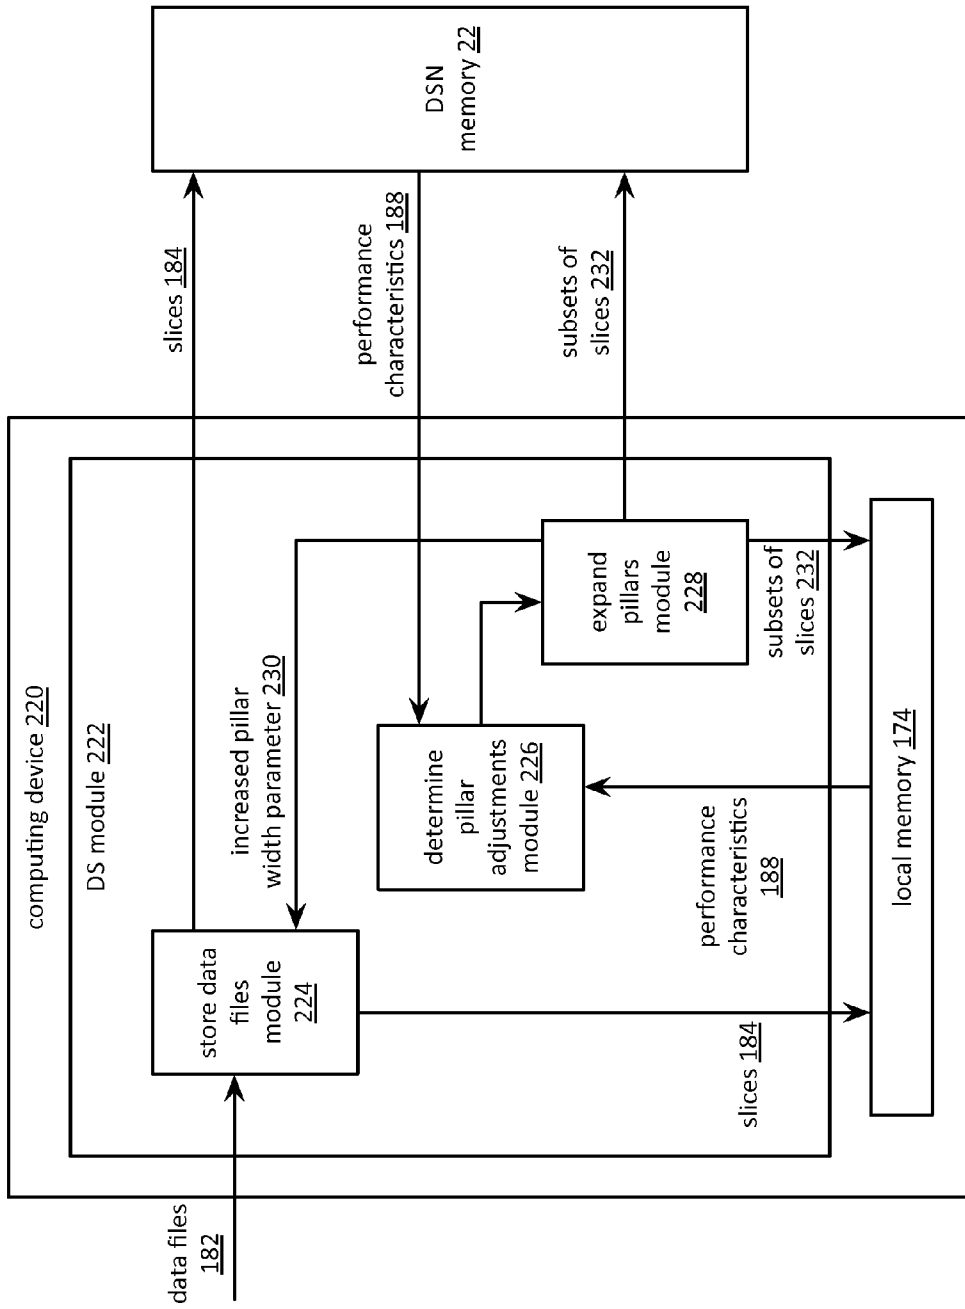 computing device 220
DS module 222
data files
182
store data
files
module
224
increased pillar
width parameter 230
slices 184
performance
characteristics 188
subsets of
slices 232
DSN
memory 22
determine
pillar
adjustments
module 226
expand
pillars
module
228
slices 184
performance
characteristics
188
subsets of
slices 232
local memory 174